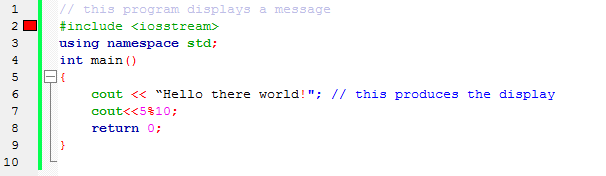 1 // this program displays a message
2 #include <iosstream>
3 using namespace std;
4 int main()
5 {
6 cout << “Hello there world!"; // this produces the display
7 cout<<5%10;
8 return 0;
9 }
10